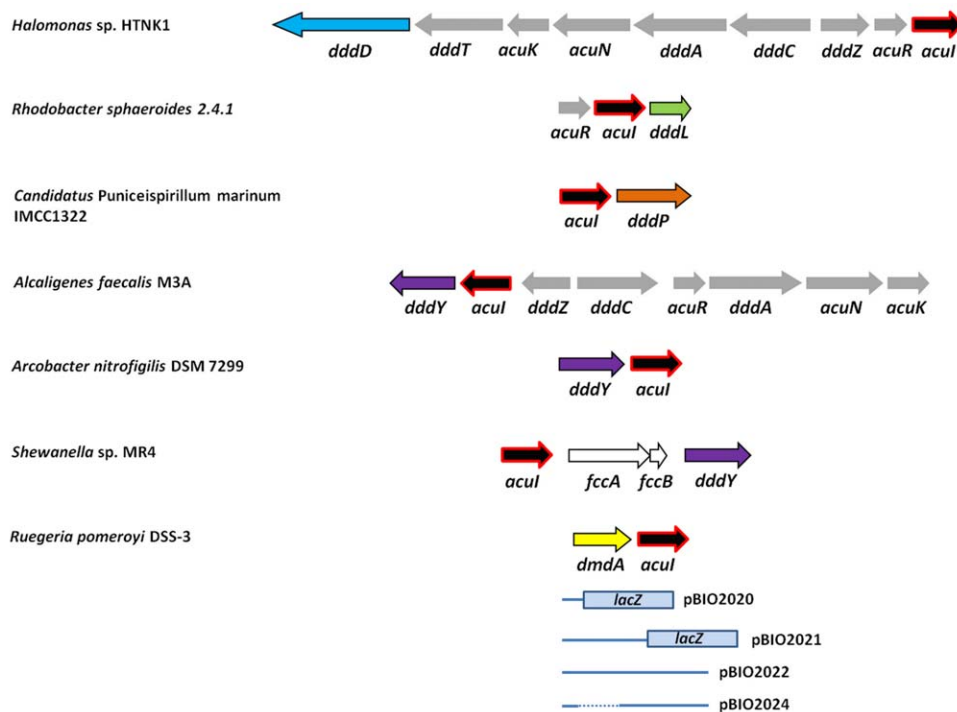 Halomonas sp. HTNK1
dddD dddT acuK acuN dddA dddC dddZ acuR acuI
Rhodobacter sphaeroides 2.4.1
acuR acuI dddL
Candidatus Puniceispirillum marinum
IMCC1322
acuI dddP
Alcaligenes faecalis M3A
dddY acuI dddZ dddC acuR dddA acuN acuK
Arcobacter nitrofigilis DSM 7299
dddY acuI
Shewanella sp. MR4
acuI fccA fccB dddY
Ruegeria pomeroyi DSS-3
dmdA acuI
lacZ pBIO2020
lacZ pBIO2021
pBIO2022
pBIO2024